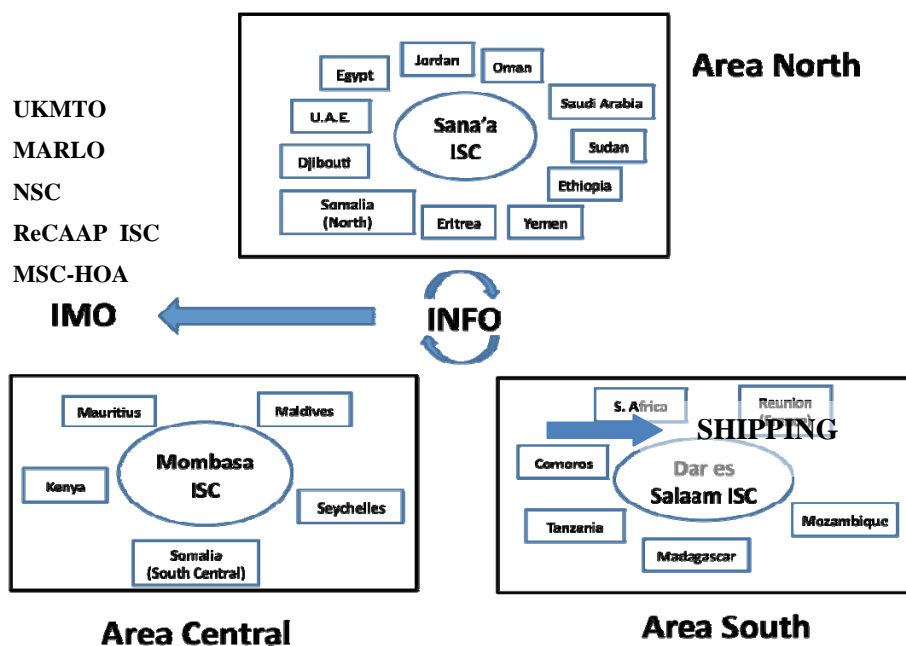 Area North
Jordan
Egypt
Oman
U.A.E.
Saudi Arabia
Sana'a
ISC
Sudan
Djibouti
Ethiopia
Somalia
(North)
Eritrea
Yemen
UKMTO
MARLO
NSC
ReCAAP ISC
MSC-HOA
IMO
INFO
Mauritius
Maldives
Mombasa
ISC
Kenya
Seychelles
Somalia
(South Central)
Area Central
S. Africa
Reunion
(France)
SHIPPING
Comoros
Dar es
Salaam ISC
Tanzania
Mozambique
Madagascar
Area South